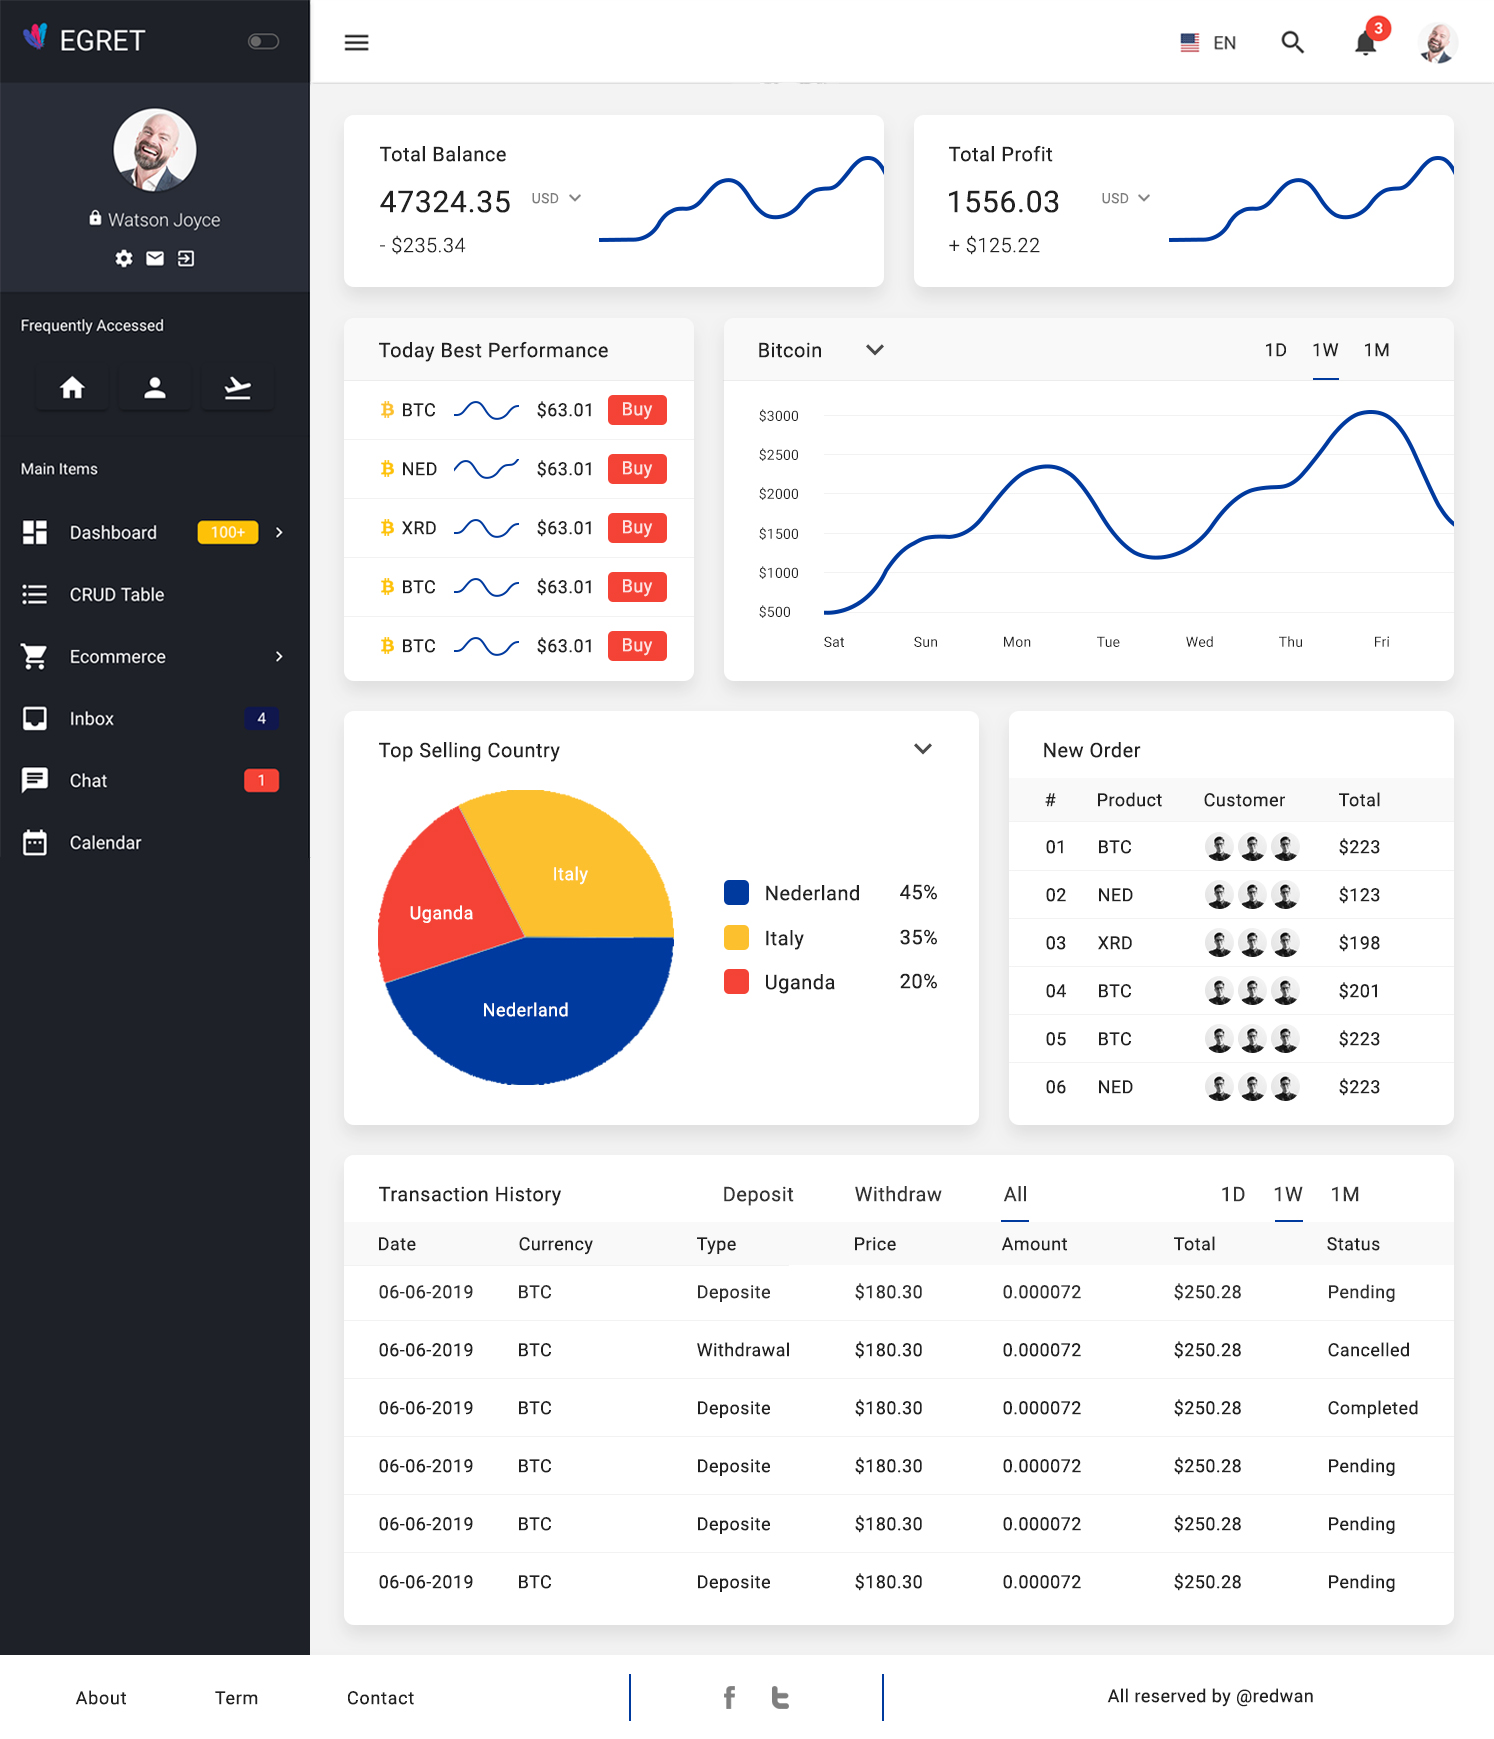 EGRET
EN
3
Watson Joyce
Frequently Accessed
Main Items
Dashboard 100+
CRUD Table
Ecommerce
Inbox 4
Chat 1
Calendar
Total Balance
47324.35 USD
- $235.34
Total Profit
1556.03 USD
+ $125.22
Today Best Performance
BTC $63.01 Buy
NED $63.01 Buy
XRD $63.01 Buy
BTC $63.01 Buy
BTC $63.01 Buy
Bitcoin 1D 1W 1M
$3000
$2500
$2000
$1500
$1000
$500
Sat Sun Mon Tue Wed Thu Fri
Top Selling Country
Italy
Uganda
Nederland
Nederland 45%
Italy 35%
Uganda 20%
New Order
# Product Customer Total
01 BTC $223
02 NED $123
03 XRD $198
04 BTC $201
05 BTC $223
06 NED $223
Transaction History Deposit Withdraw All 1D 1W 1M
Date Currency Type Price Amount Total Status
06-06-2019 BTC Deposite $180.30 0.000072 $250.28 Pending
06-06-2019 BTC Withdrawal $180.30 0.000072 $250.28 Cancelled
06-06-2019 BTC Deposite $180.30 0.000072 $250.28 Completed
06-06-2019 BTC Deposite $180.30 0.000072 $250.28 Pending
06-06-2019 BTC Deposite $180.30 0.000072 $250.28 Pending
06-06-2019 BTC Deposite $180.30 0.000072 $250.28 Pending
About Term Contact All reserved by @redwan